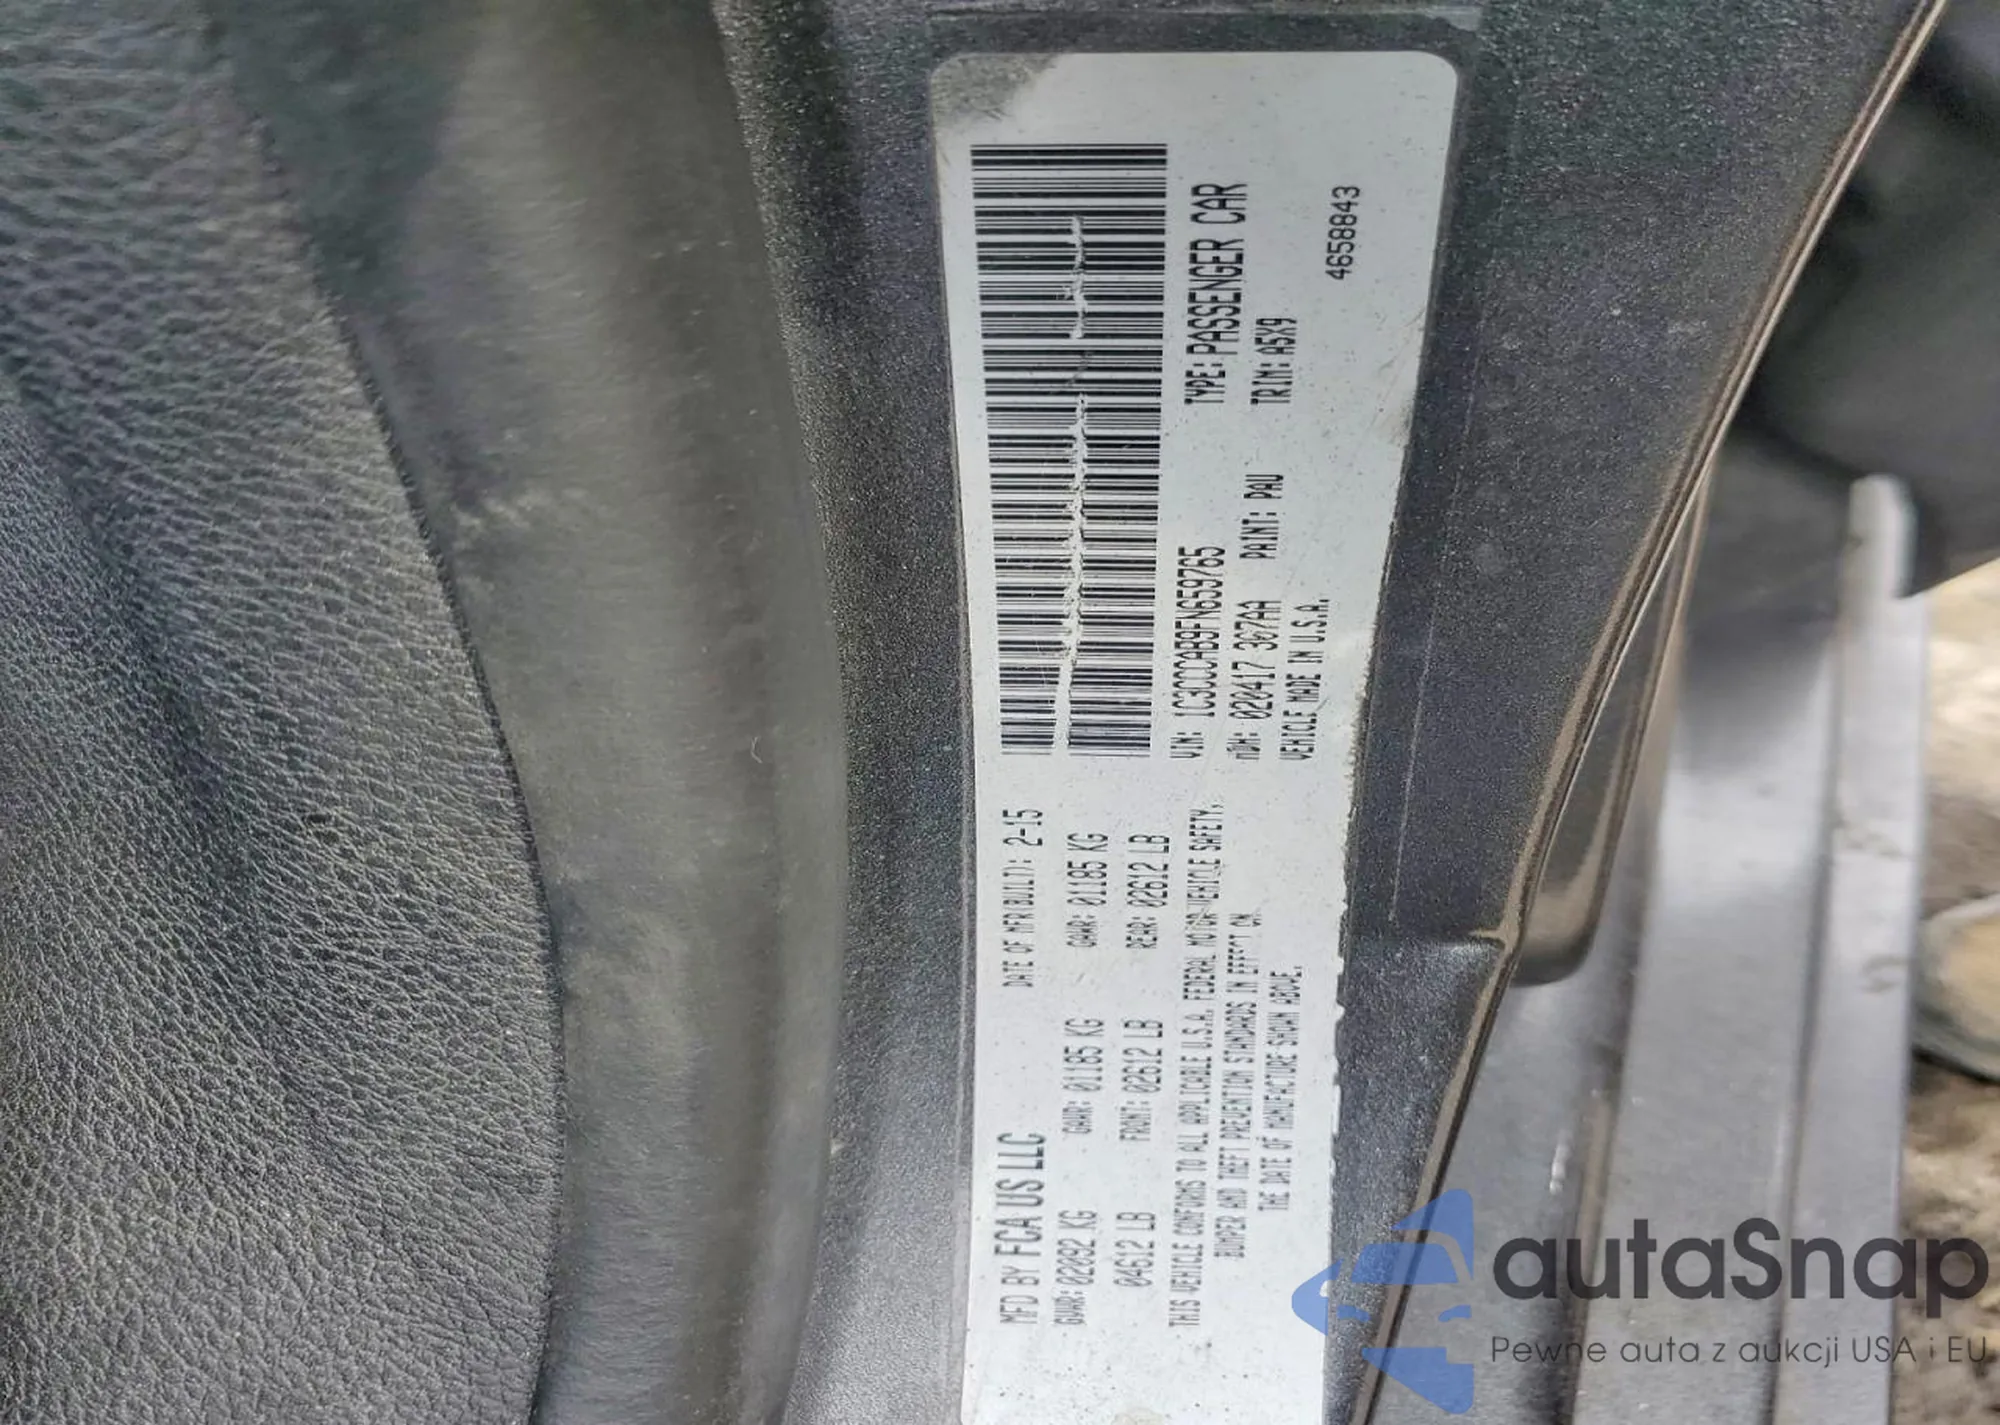 MFD BY FCA US LLC
DATE OF MFR(BUILT): 2-15
GVWR: 02092 KG
GAWR: 01185 KG
GAWR: 01185 KG
04612 LB
FRONT: 02612 LB
REAR: 02612 LB
THIS VEHICLE CONFORMS TO ALL APPLICABLE U.S.A. FEDERAL MOTOR VEHICLE SAFETY,
BUMPER AND THEFT PREVENTION STANDARDS IN EFFECT ON
THE DATE OF MANUFACTURE SHOWN ABOVE.
VIN: 1C3CCCAB9FN659765
TYPE: PASSENGER CAR
MDH: 020417 367AA
PAINT: PAU
TRIM: A5X9
VEHICLE MADE IN U.S.A.
4658843
autaSnap
Pewne auta z aukcji USA i EU